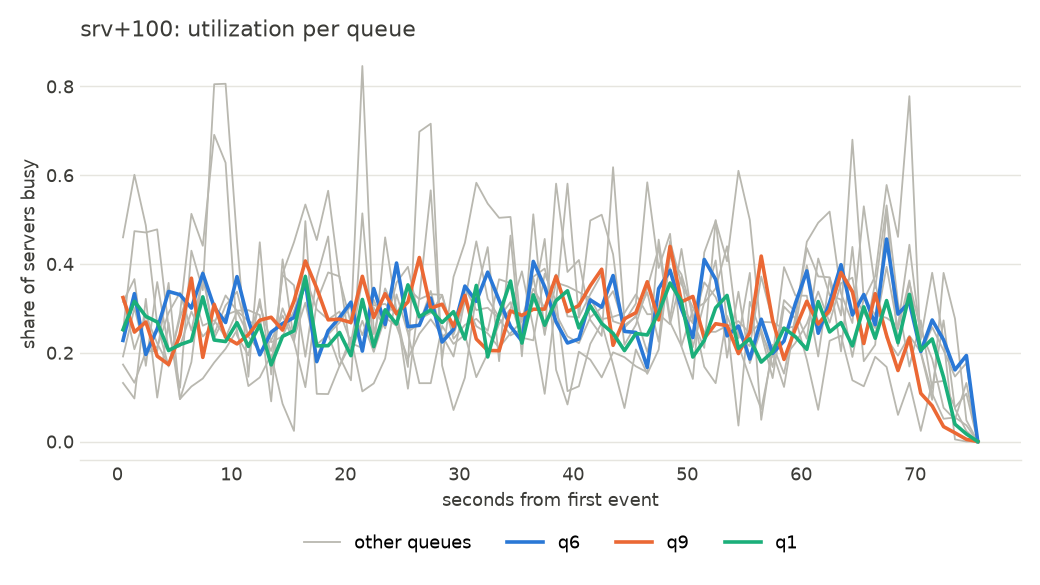 srv+100: utilization per queue
share of servers busy
0.8
0.6
0.4
0.2
0.0
0 10 20 30 40 50 60 70
seconds from first event
other queues q6 q9 q1